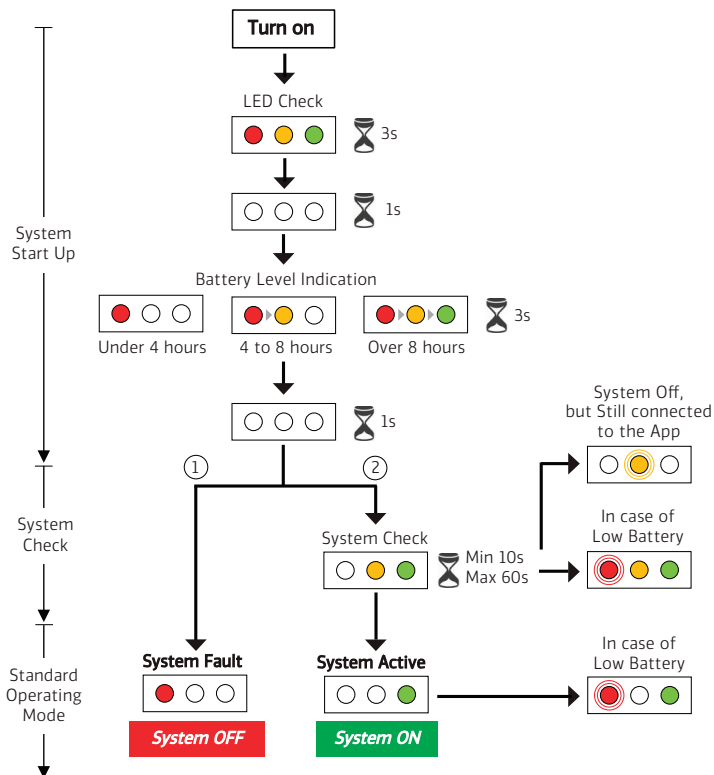 Turn on
LED Check
3s
1s
System
Start Up
Battery Level Indication
3s
Under 4 hours
4 to 8 hours
Over 8 hours
1s
System Off,
but Still connected
to the App
1
2
System
Check
System Check
Min 10s
Max 60s
In case of
Low Battery
Standard
Operating
Mode
System Fault
System OFF
System Active
System ON
In case of
Low Battery